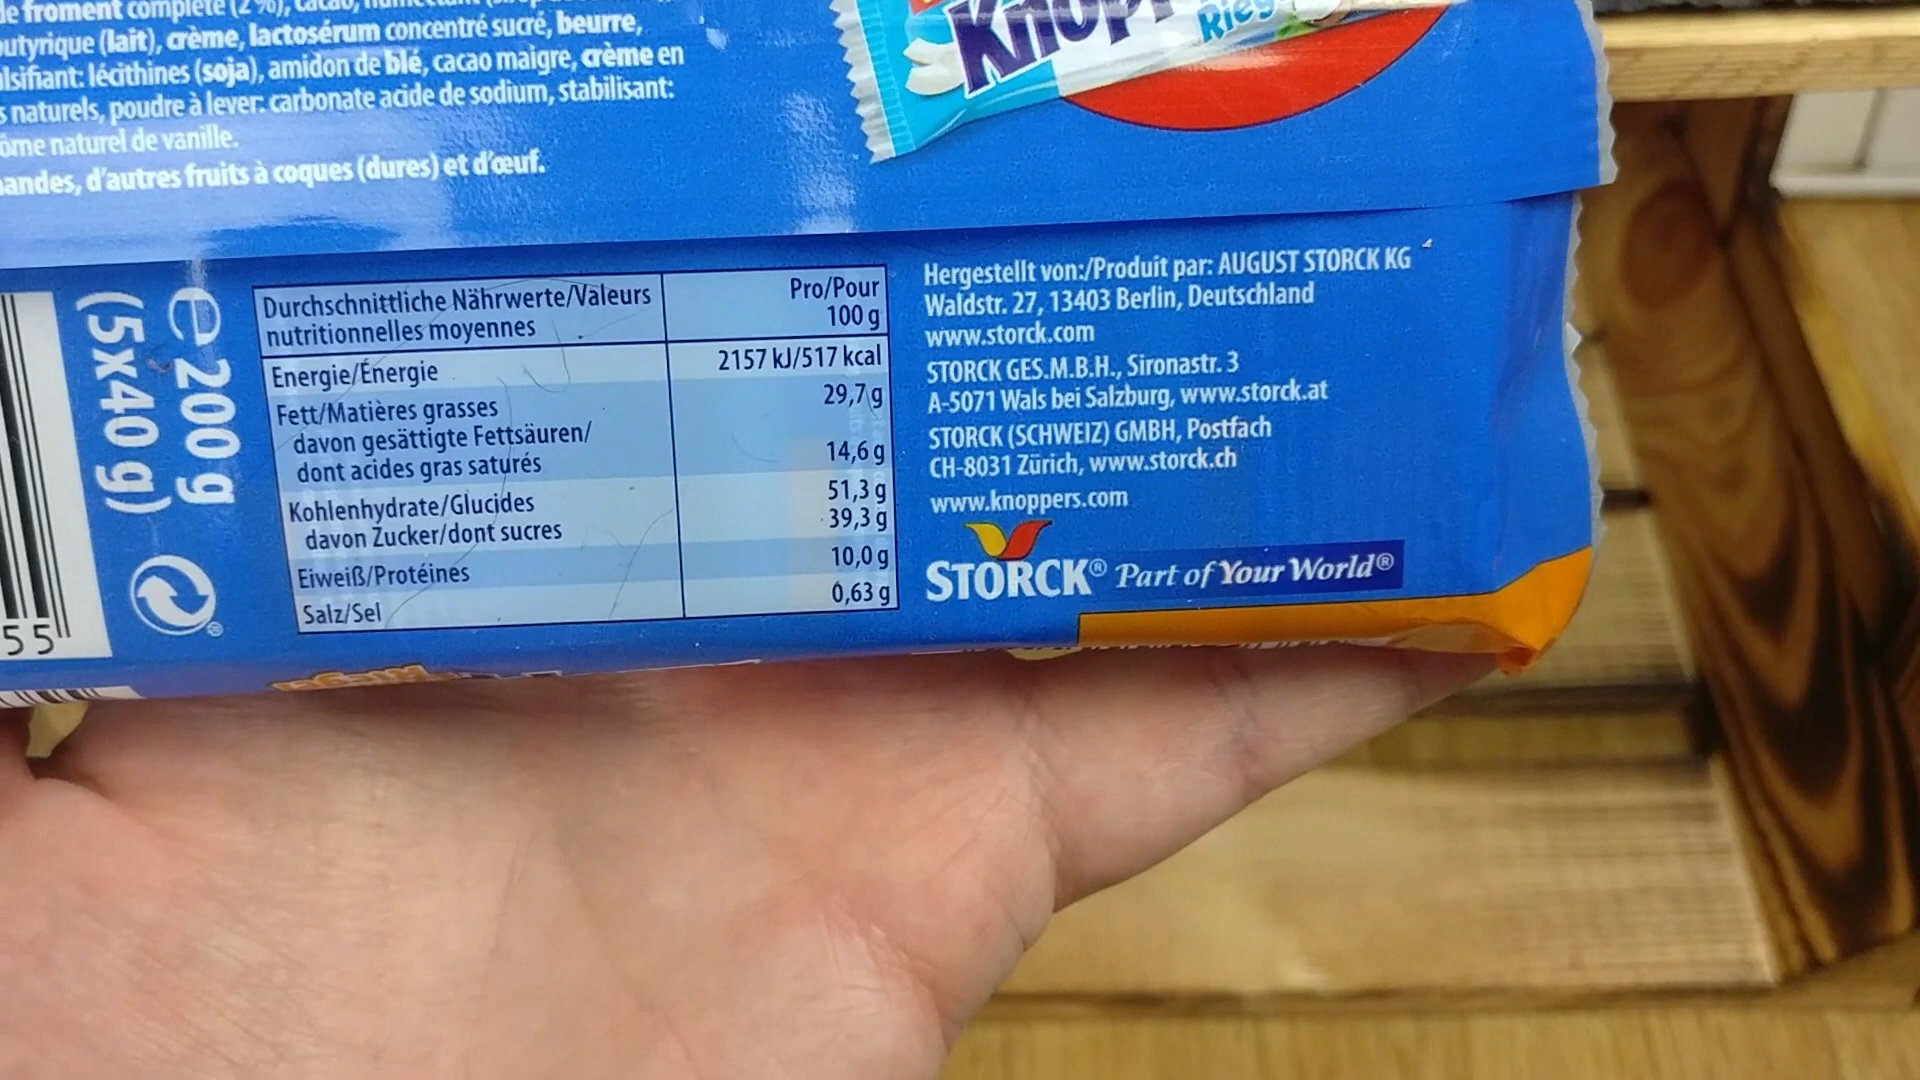 de froment complète (2%), cacao,
butyrique (lait), crème, lactosérum concentré sucré, beurre,
lécithines (soja), amidon de blé, cacao maigre, crème en
naturels, poudre à lever: carbonate acide de sodium, stabilisant:
naturel de vanille.
d'autres fruits à coques (dures) et d'œuf.
55
e 200 g
(5x40 g)
Durchschnittliche Nährwerte/Valeurs
nutritionnelles moyennes
Pro/Pour
100 g
Energie/Énergie 2157 kJ/517 kcal
Fett/Matières grasses 29,7 g
davon gesättigte Fettsäuren/
dont acides gras saturés 14,6 g
Kohlenhydrate/Glucides 51,3 g
davon Zucker/dont sucres 39,3 g
Eiweiß/Protéines 10,0 g
Salz/Sel 0,63 g
Hergestellt von:/Produit par: AUGUST STORCK KG
Waldstr. 27, 13403 Berlin, Deutschland
www.storck.com
STORCK GES.M.B.H., Sironastr. 3
A-5071 Wals bei Salzburg, www.storck.at
STORCK (SCHWEIZ) GMBH, Postfach
CH-8031 Zürich, www.storck.ch
www.knoppers.com
STORCK® Part of Your World®